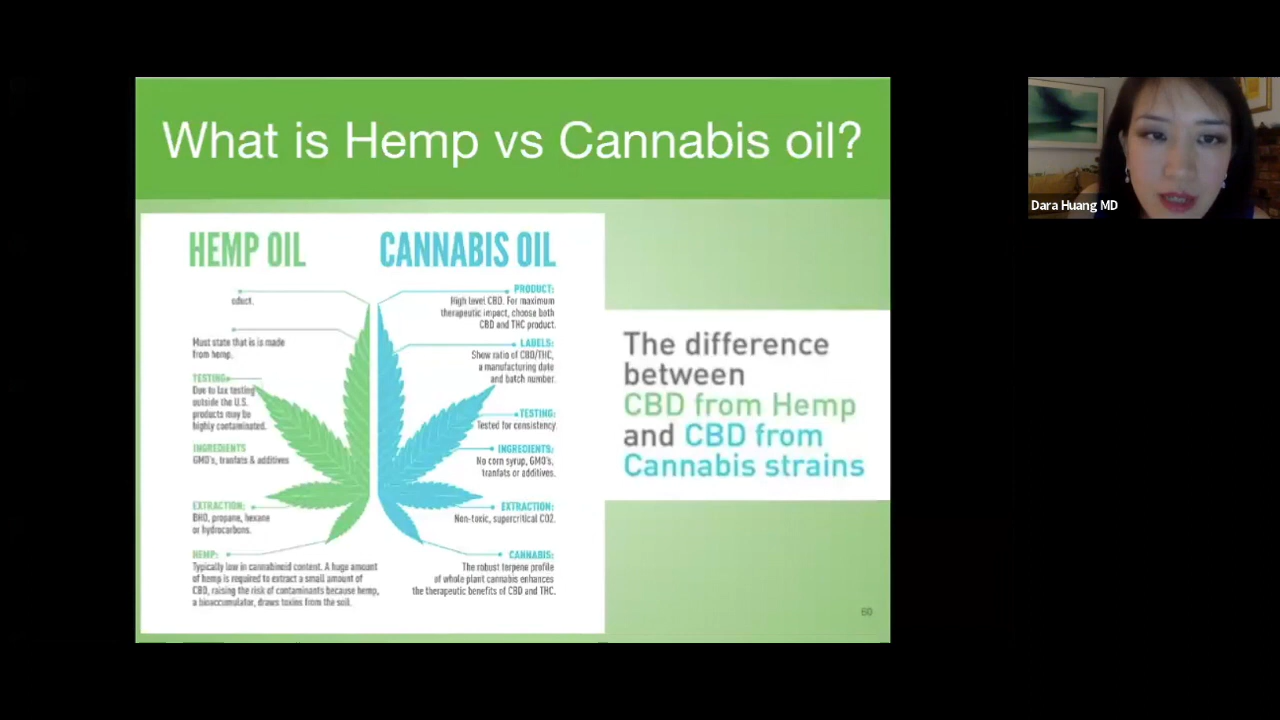 What is Hemp vs Cannabis oil?
HEMP OIL
oduct.
Must state that is is made
from hemp.
TESTING:
Due to lax testing
outside the U.S.
products may be
highly contaminated.
INGREDIENTS
GMO's, tranfats & additives
EXTRACTION:
BHO, propane, hexane
or hydrocarbons.
HEMP:
Typically low in cannabinoid content. A huge amount
of hemp is required to extract a small amount of
CBD, raising the risk of contaminants because hemp,
a bioaccumulator, draws toxins from the soil.
CANNABIS OIL
PRODUCT:
High level CBD. For maximum
therapeutic impact, choose both
CBD and THC product.
LABELS:
Show ratio of CBD/THC,
a manufacturing date
and batch number.
TESTING:
Tested for consistency.
INGREDIENTS:
No corn syrup, GMO's,
tranfats or additives.
EXTRACTION:
Non-toxic, supercritical CO2.
CANNABIS:
The robust terpene profile
of whole plant cannabis enhances
the therapeutic benefits of CBD and THC.
The difference
between
CBD from Hemp
and CBD from
Cannabis strains
60
Dara Huang MD